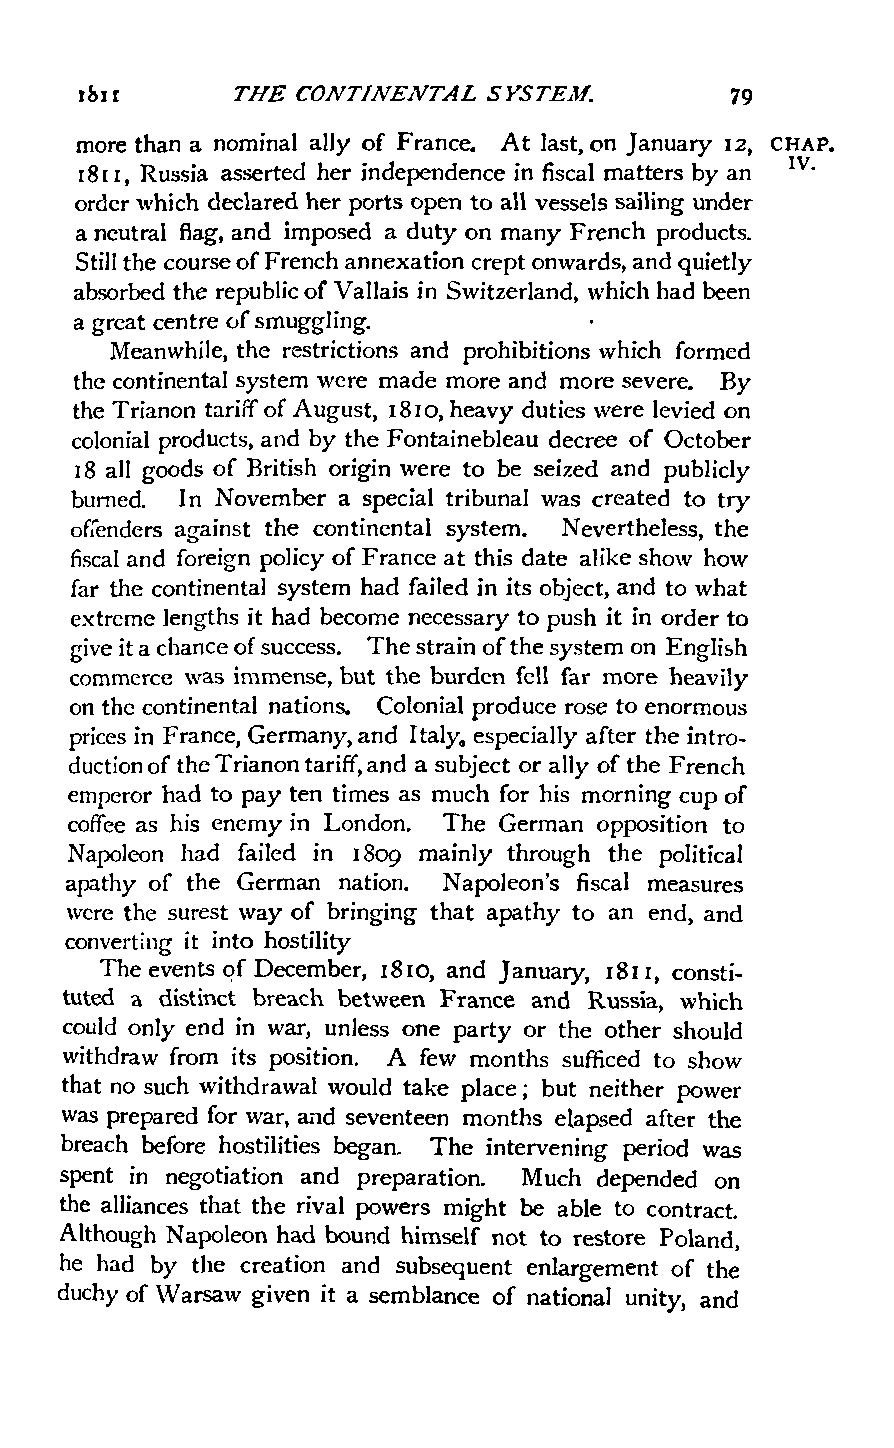 1811 THE CONTINENTAL SYSTEM. 79
more than a nominal ally of France. At last, on January 12, CHAP.
1811, Russia asserted her independence in fiscal matters by an IV.
order which declared her ports open to all vessels sailing under
a neutral flag, and imposed a duty on many French products.
Still the course of French annexation crept onwards, and quietly
absorbed the republic of Vallais in Switzerland, which had been
a great centre of smuggling.
Meanwhile, the restrictions and prohibitions which formed
the continental system were made more and more severe. By
the Trianon tariff of August, 1810, heavy duties were levied on
colonial products, and by the Fontainebleau decree of October
18 all goods of British origin were to be seized and publicly
burned. In November a special tribunal was created to try
offenders against the continental system. Nevertheless, the
fiscal and foreign policy of France at this date alike show how
far the continental system had failed in its object, and to what
extreme lengths it had become necessary to push it in order to
give it a chance of success. The strain of the system on English
commerce was immense, but the burden fell far more heavily
on the continental nations. Colonial produce rose to enormous
prices in France, Germany, and Italy, especially after the intro-
duction of the Trianon tariff, and a subject or ally of the French
emperor had to pay ten times as much for his morning cup of
coffee as his enemy in London. The German opposition to
Napoleon had failed in 1809 mainly through the political
apathy of the German nation. Napoleon's fiscal measures
were the surest way of bringing that apathy to an end, and
converting it into hostility
The events of December, 1810, and January, 1811, consti-
tuted a distinct breach between France and Russia, which
could only end in war, unless one party or the other should
withdraw from its position. A few months sufficed to show
that no such withdrawal would take place; but neither power
was prepared for war, and seventeen months elapsed after the
breach before hostilities began. The intervening period was
spent in negotiation and preparation. Much depended on
the alliances that the rival powers might be able to contract.
Although Napoleon had bound himself not to restore Poland,
he had by the creation and subsequent enlargement of the
duchy of Warsaw given it a semblance of national unity, and